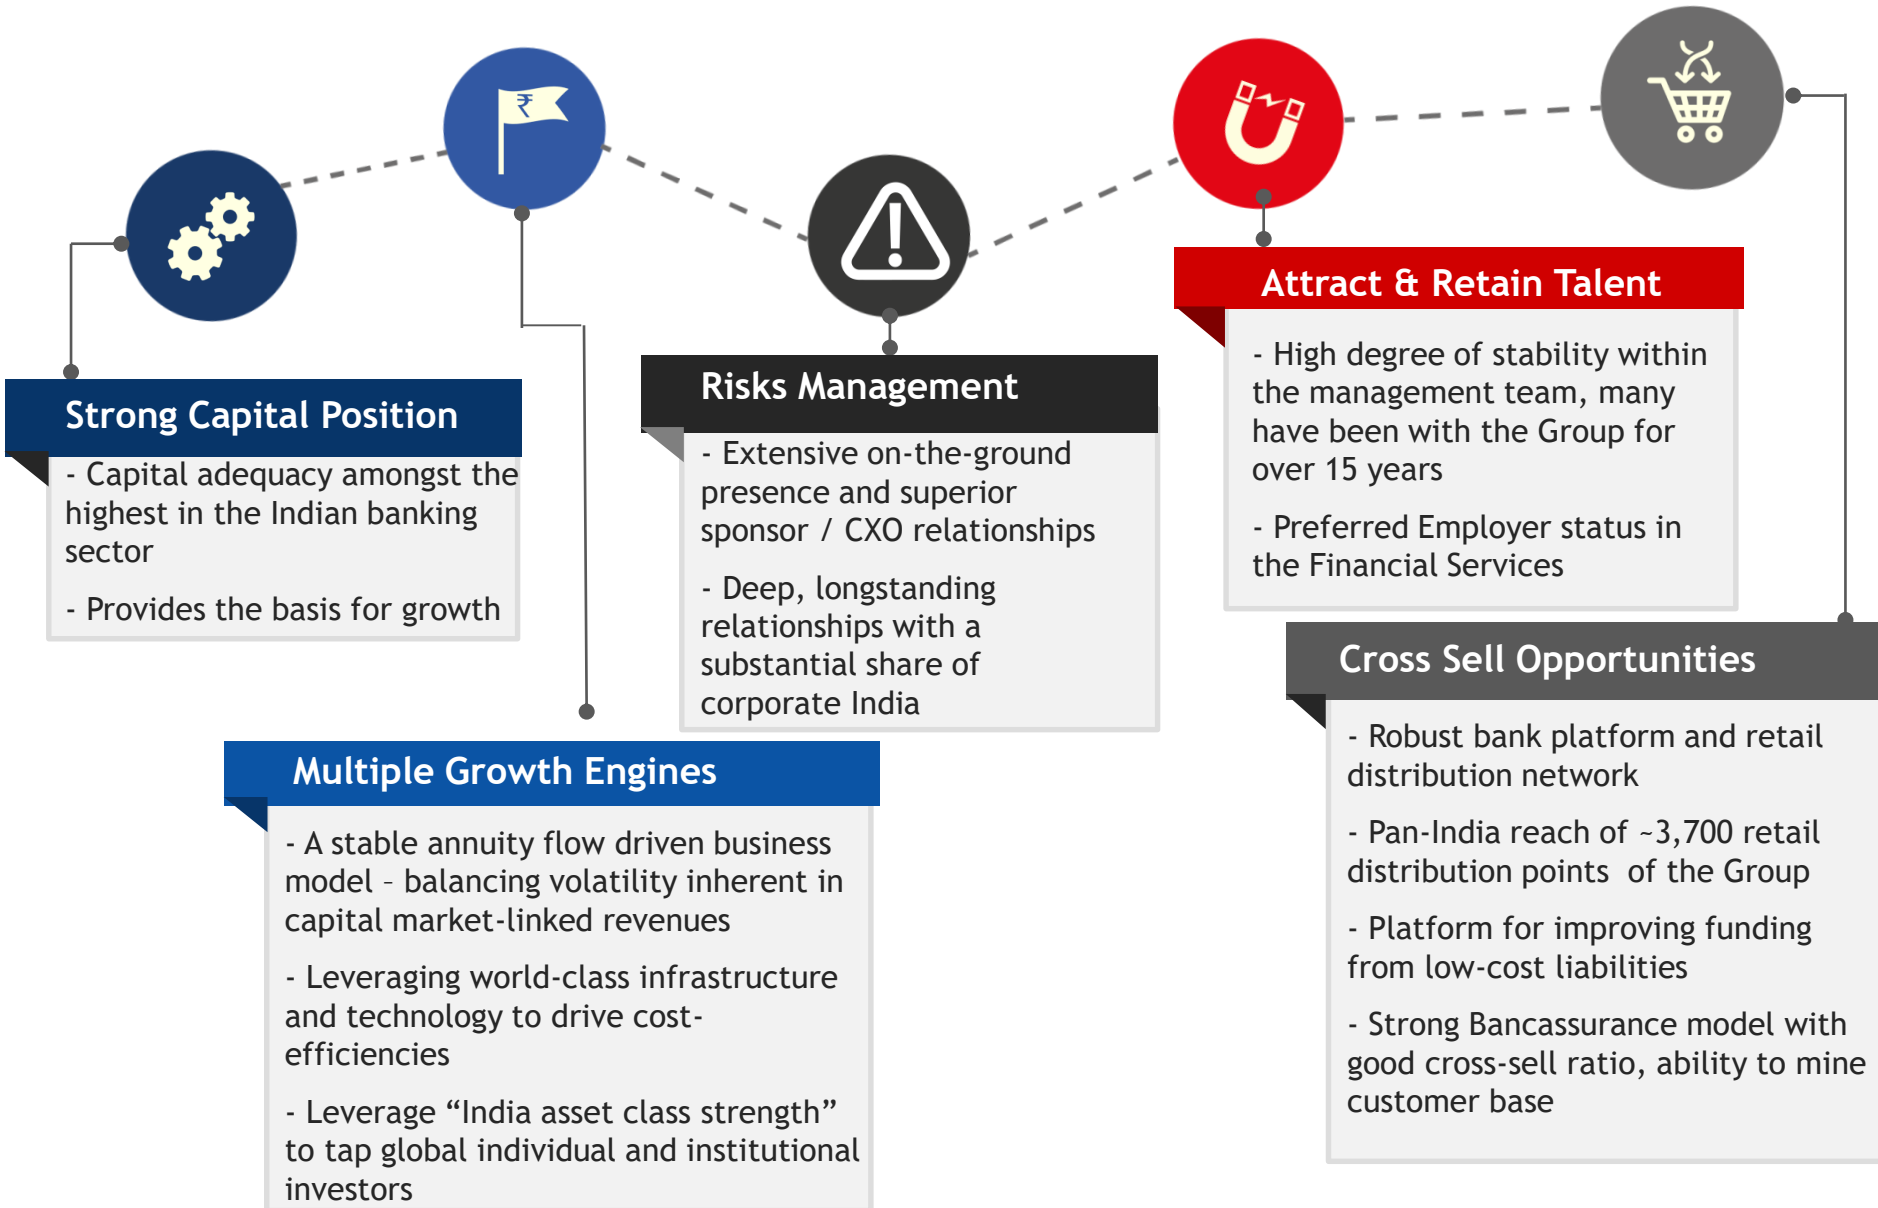 ₹
Strong Capital Position
- Capital adequacy amongst the
highest in the Indian banking
sector
- Provides the basis for growth
Multiple Growth Engines
- A stable annuity flow driven business
model – balancing volatility inherent in
capital market-linked revenues
- Leveraging world-class infrastructure
and technology to drive cost-
efficiencies
- Leverage “India asset class strength”
to tap global individual and institutional
investors
Risks Management
- Extensive on-the-ground
presence and superior
sponsor / CXO relationships
- Deep, longstanding
relationships with a
substantial share of
corporate India
Attract & Retain Talent
- High degree of stability within
the management team, many
have been with the Group for
over 15 years
- Preferred Employer status in
the Financial Services
Cross Sell Opportunities
- Robust bank platform and retail
distribution network
- Pan-India reach of ~3,700 retail
distribution points of the Group
- Platform for improving funding
from low-cost liabilities
- Strong Bancassurance model with
good cross-sell ratio, ability to mine
customer base